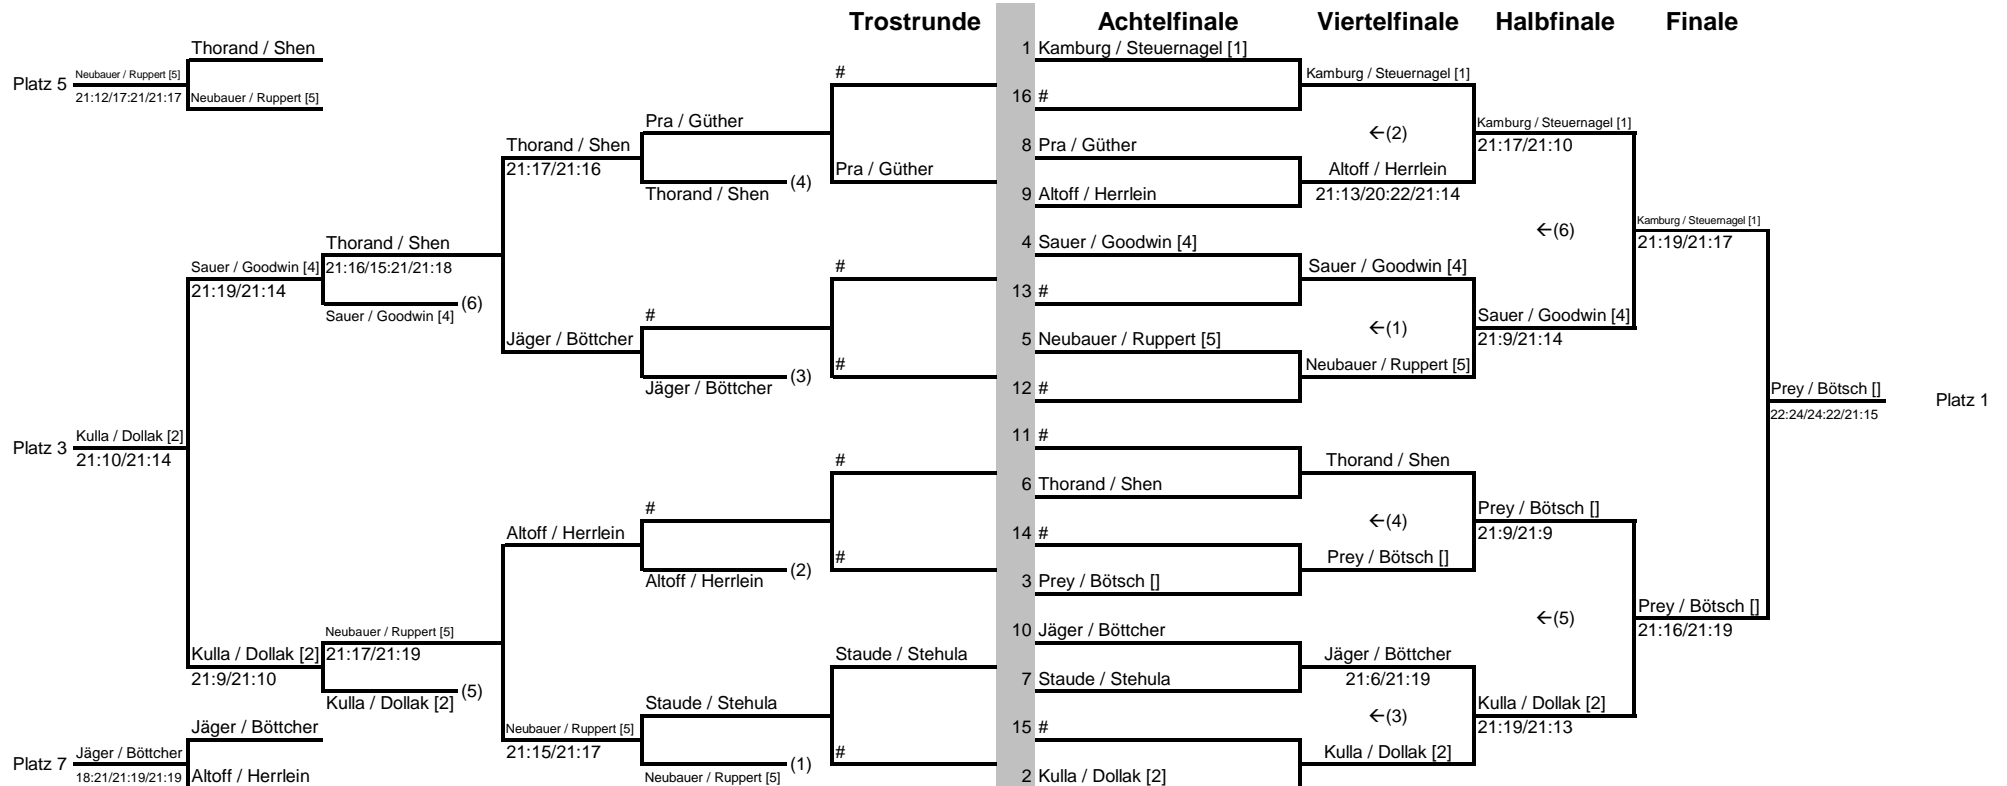 Trostrunde Achtelfinale Viertelfinale Halbfinale Finale
Thorand / Shen 1 Kamburg / Steuernagel [1]
Platz 5 Neubauer / Ruppert [5] # Kamburg / Steuernagel [1]
21:12/17:21/21:17 Neubauer / Ruppert [5] 16 #
Pra / Güther Kamburg / Steuernagel [1]
←(2)
Thorand / Shen 8 Pra / Güther 21:17/21:10
21:17/21:16 Pra / Güther Altoff / Herrlein
(4)
Thorand / Shen 9 Altoff / Herrlein 21:13/20:22/21:14
Kamburg / Steuernagel [1]
←(6)
Thorand / Shen 4 Sauer / Goodwin [4] 21:19/21:17
Sauer / Goodwin [4] 21:16/15:21/21:18 # Sauer / Goodwin [4]
21:19/21:14 13 #
(6)
Sauer / Goodwin [4] # Sauer / Goodwin [4]
←(1)
Jäger / Böttcher 5 Neubauer / Ruppert [5] 21:9/21:14
# Neubauer / Ruppert [5]
(3)
Jäger / Böttcher 12 # Prey / Bötsch []
Platz 1
22:24/24:22/21:15
Platz 3 Kulla / Dollak [2] 11 #
21:10/21:14 # Thorand / Shen
6 Thorand / Shen
# Prey / Bötsch []
←(4)
Altoff / Herrlein 14 # 21:9/21:9
# Prey / Bötsch []
(2)
Altoff / Herrlein 3 Prey / Bötsch []
Prey / Bötsch []
←(5)
Neubauer / Ruppert [5] 10 Jäger / Böttcher 21:16/21:19
Kulla / Dollak [2] 21:17/21:19 Staude / Stehula Jäger / Böttcher
21:9/21:10 7 Staude / Stehula 21:6/21:19
(5)
Kulla / Dollak [2] Staude / Stehula Kulla / Dollak [2]
←(3)
Jäger / Böttcher Neubauer / Ruppert [5] 15 # 21:19/21:13
Platz 7 Jäger / Böttcher 21:15/21:17 # Kulla / Dollak [2]
(1)
18:21/21:19/21:19 Altoff / Herrlein Neubauer / Ruppert [5] 2 Kulla / Dollak [2]